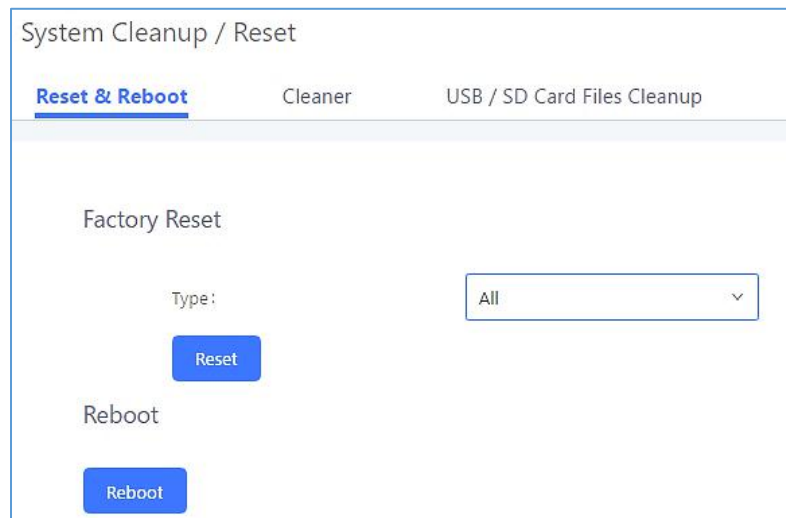 System Cleanup / Reset
Reset & Reboot Cleaner USB / SD Card Files Cleanup
Factory Reset
Type: All
Reset
Reboot
Reboot